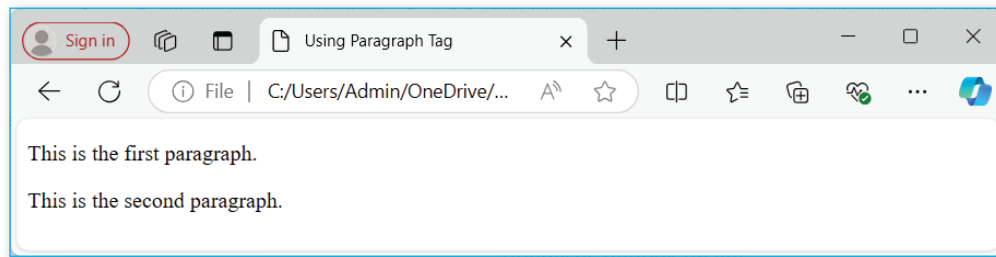 Sign in Using Paragraph Tag
File C:/Users/Admin/OneDrive/...
This is the first paragraph.
This is the second paragraph.